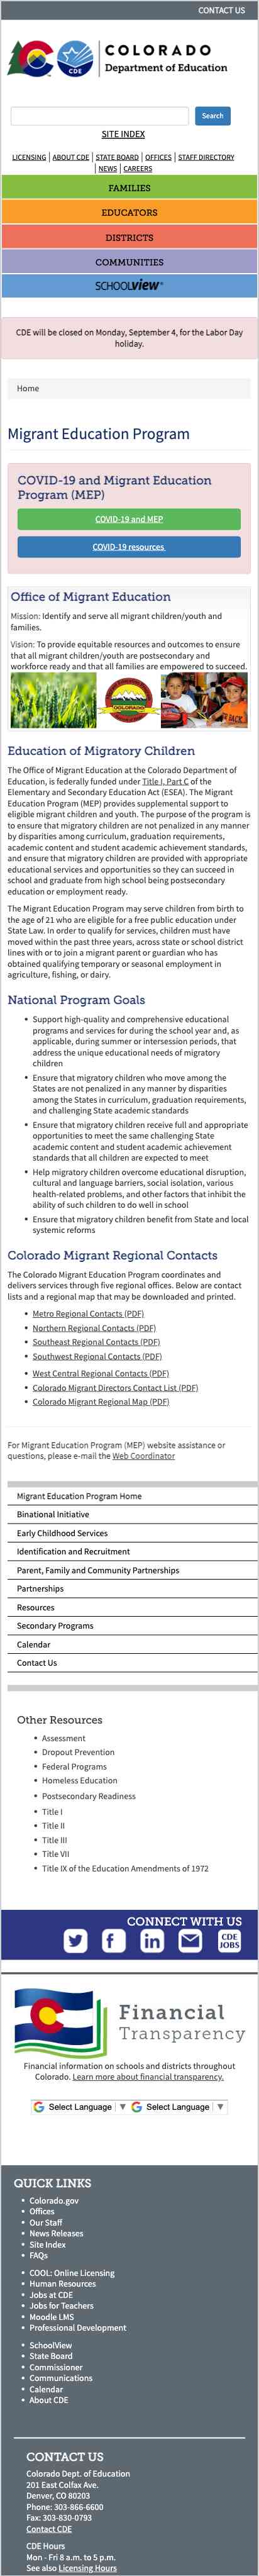 CONTACT US
COLORADO
Department of Education
CDE
Search
SITE INDEX
LICENSING | ABOUT CDE | STATE BOARD | OFFICES | STAFF DIRECTORY
| NEWS | CAREERS
FAMILIES
EDUCATORS
DISTRICTS
COMMUNITIES
SCHOOLVIEW®
CDE will be closed on Monday, September 4, for the Labor Day
holiday.
Home
Migrant Education Program
COVID-19 and Migrant Education
Program (MEP)
COVID-19 and MEP
COVID-19 resources
Office of Migrant Education
Mission: Identify and serve all migrant children/youth and
families.
Vision: To provide equitable resources and outcomes to ensure
that all migrant children/youth are postsecondary and
workforce ready and that all families are empowered to succeed.
COLORADO
Education of Migratory Children
The Office of Migrant Education at the Colorado Department of
Education, is federally funded under Title I, Part C of the
Elementary and Secondary Education Act (ESEA). The Migrant
Education Program (MEP) provides supplemental support to
eligible migrant children and youth. The purpose of the program is
to ensure that migratory children are not penalized in any manner
by disparities among curriculum, graduation requirements,
academic content and student academic achievement standards,
and ensure that migratory children are provided with appropriate
educational services and opportunities so they can succeed in
school and graduate from high school being postsecondary
education or employment ready.
The Migrant Education Program may serve children from birth to
the age of 21 who are eligible for a free public education under
State Law. In order to qualify for services, children must have
moved within the past three years, across state or school district
lines with or to join a migrant parent or guardian who has
obtained qualifying temporary or seasonal employment in
agriculture, fishing, or dairy.
National Program Goals
• Support high-quality and comprehensive educational
programs and services for during the school year and, as
applicable, during summer or intersession periods, that
address the unique educational needs of migratory
children
• Ensure that migratory children who move among the
States are not penalized in any manner by disparities
among the States in curriculum, graduation requirements,
and challenging State academic standards
• Ensure that migratory children receive full and appropriate
opportunities to meet the same challenging State
academic content and student academic achievement
standards that all children are expected to meet
• Help migratory children overcome educational disruption,
cultural and language barriers, social isolation, various
health-related problems, and other factors that inhibit the
ability of such children to do well in school
• Ensure that migratory children benefit from State and local
systemic reforms
Colorado Migrant Regional Contacts
The Colorado Migrant Education Program coordinates and
delivers services through five regional offices. Below are contact
lists and a regional map that may be downloaded and printed.
• Metro Regional Contacts (PDF)
• Northern Regional Contacts (PDF)
• Southeast Regional Contacts (PDF)
• Southwest Regional Contacts (PDF)
• West Central Regional Contacts (PDF)
• Colorado Migrant Directors Contact List (PDF)
• Colorado Migrant Regional Map (PDF)
For Migrant Education Program (MEP) website assistance or
questions, please e-mail the Web Coordinator
Migrant Education Program Home
Binational Initiative
Early Childhood Services
Identification and Recruitment
Parent, Family and Community Partnerships
Partnerships
Resources
Secondary Programs
Calendar
Contact Us
Other Resources
• Assessment
• Dropout Prevention
• Federal Programs
• Homeless Education
• Postsecondary Readiness
• Title I
• Title II
• Title III
• Title VII
• Title IX of the Education Amendments of 1972
CONNECT WITH US
CDE
JOBS
Financial
Transparency
Financial information on schools and districts throughout
Colorado. Learn more about financial transparency.
Select Language | ▼ Select Language | ▼
QUICK LINKS
• Colorado.gov
• Offices
• Our Staff
• News Releases
• Site Index
• FAQs
• COOL: Online Licensing
• Human Resources
• Jobs at CDE
• Jobs for Teachers
• Moodle LMS
• Professional Development
• SchoolView
• State Board
• Commissioner
• Communications
• Calendar
• About CDE
CONTACT US
Colorado Dept. of Education
201 East Colfax Ave.
Denver, CO 80203
Phone: 303-866-6600
Fax: 303-830-0793
Contact CDE
CDE Hours
Mon - Fri 8 a.m. to 5 p.m.
See also Licensing Hours